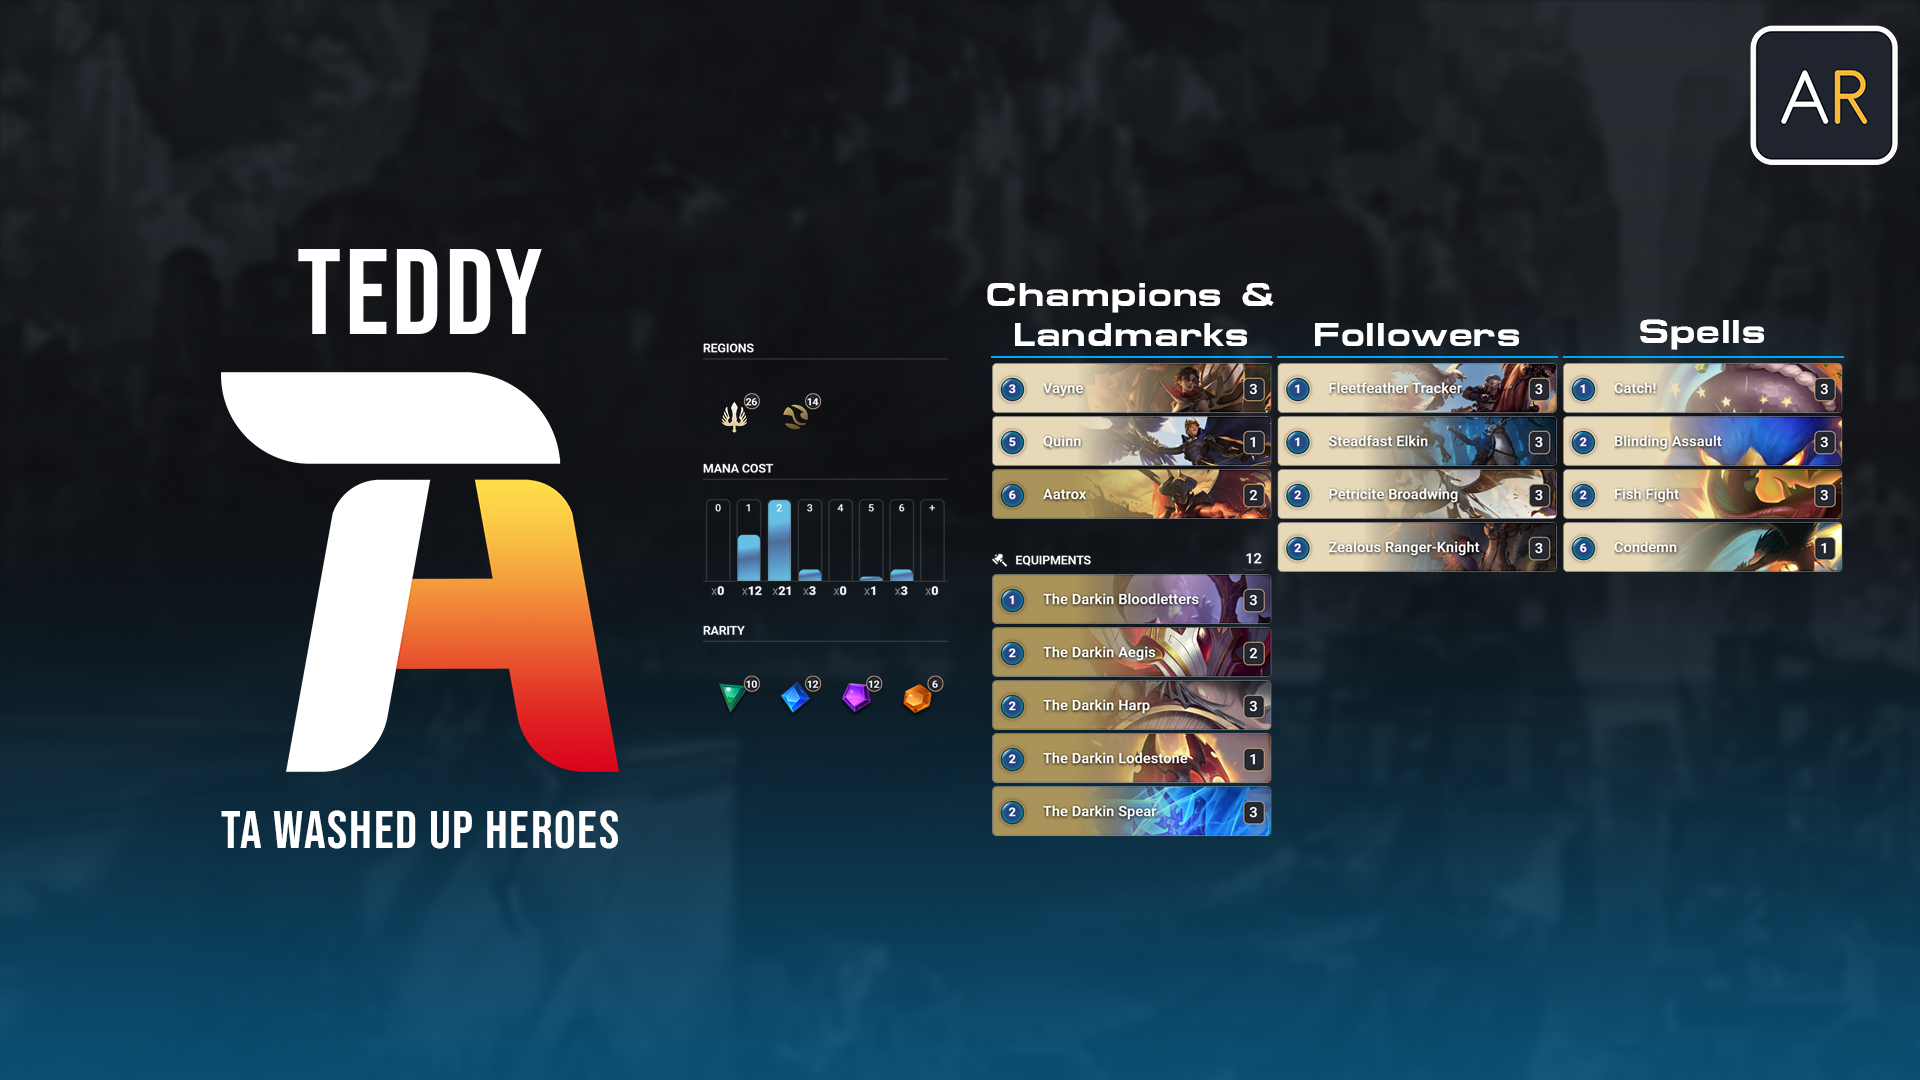 AR
TEDDY
TA WASHED UP HEROES
REGIONS
26 14
MANA COST
0 1 2 3 4 5 6 +
x0 x12 x21 x3 x0 x1 x3 x0
RARITY
10 12 12 6
Champions &
Landmarks
3 Vayne 3
5 Quinn 1
6 Aatrox 2
EQUIPMENTS 12
1 The Darkin Bloodletters 3
2 The Darkin Aegis 2
2 The Darkin Harp 3
2 The Darkin Lodestone 1
2 The Darkin Spear 3
Followers
1 Fleetfeather Tracker 3
1 Steadfast Elkin 3
2 Petricite Broadwing 3
2 Zealous Ranger-Knight 3
Spells
1 Catch! 3
2 Blinding Assault 3
2 Fish Fight 3
6 Condemn 1